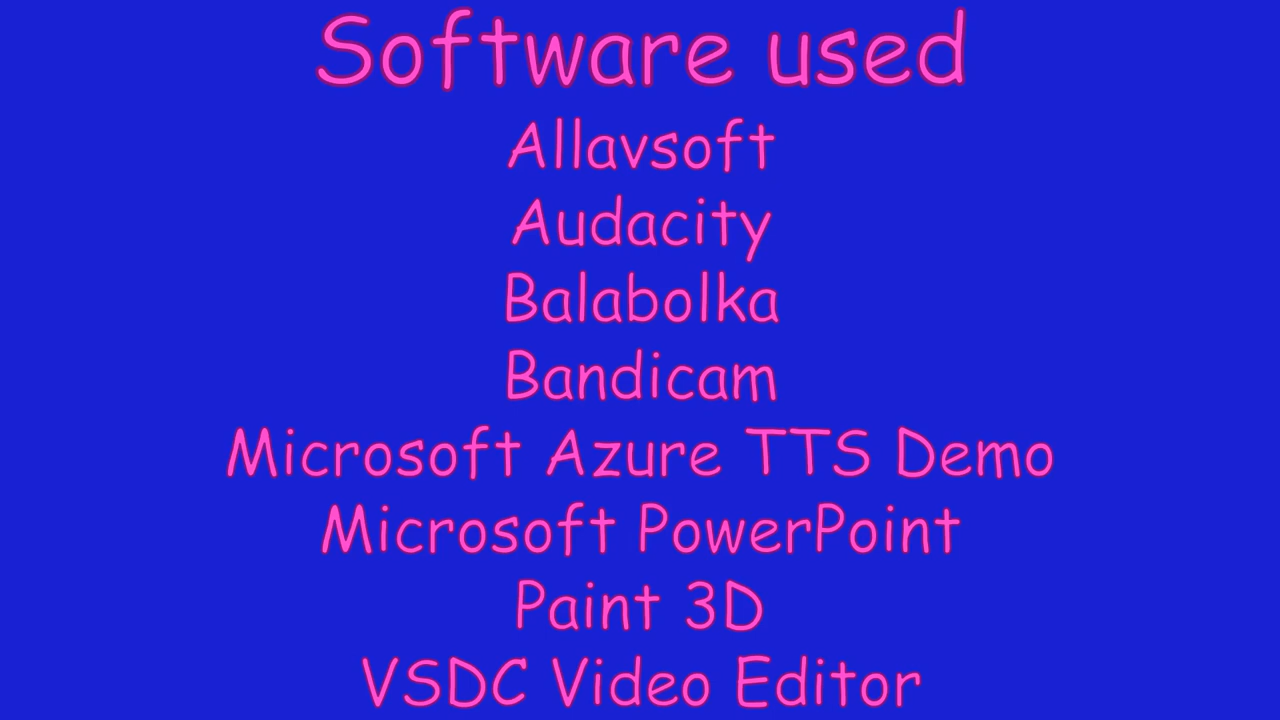 Software used
Allavsoft
Audacity
Balabolka
Bandicam
Microsoft Azure TTS Demo
Microsoft PowerPoint
Paint 3D
VSDC Video Editor